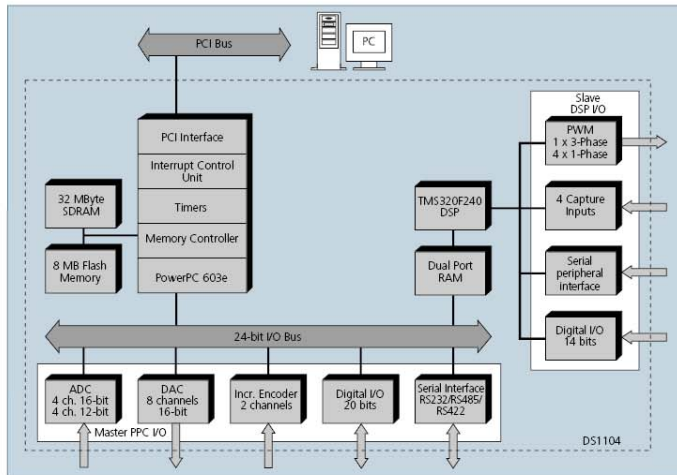 PCI Bus
PC
Slave
DSP I/O
PCI Interface
Interrupt Control
Unit
Timers
Memory Controller
PowerPC 603e
32 MByte
SDRAM
8 MB Flash
Memory
TMS320F240
DSP
Dual Port
RAM
PWM
1 x 3-Phase
4 x 1-Phase
4 Capture
Inputs
Serial
peripheral
interface
Digital I/O
14 bits
24-bit I/O Bus
ADC
4 ch. 16-bit
4 ch. 12-bit
DAC
8 channels
16-bit
Incr. Encoder
2 channels
Digital I/O
20 bits
Serial Interface
RS232/RS485/
RS422
Master PPC I/O
DS1104